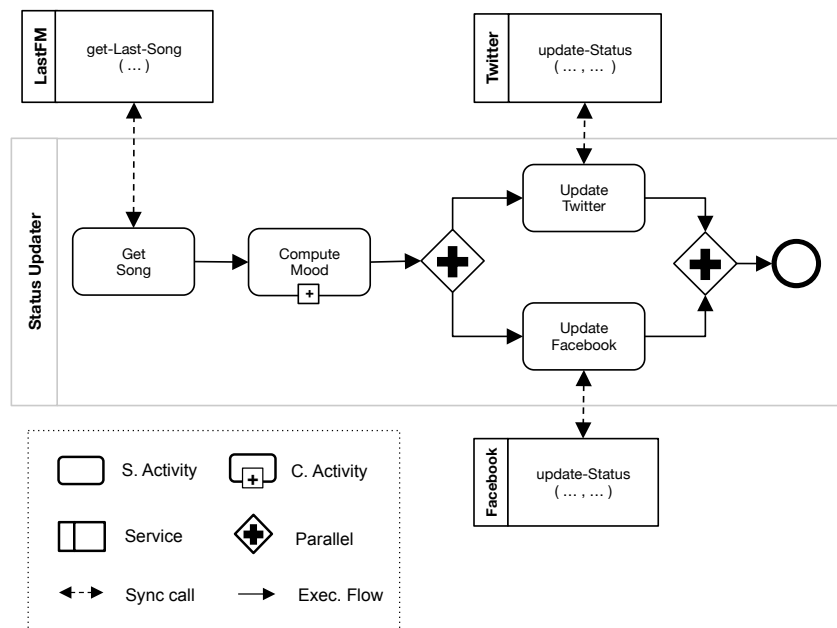 LastFM
get-Last-Song
( ... )
Twitter
update-Status
( ... , ... )
Status Updater
Get
Song
Compute
Mood
Update
Twitter
Update
Facebook
Facebook
update-Status
( ... , ... )
S. Activity
C. Activity
Service
Parallel
Sync call
Exec. Flow